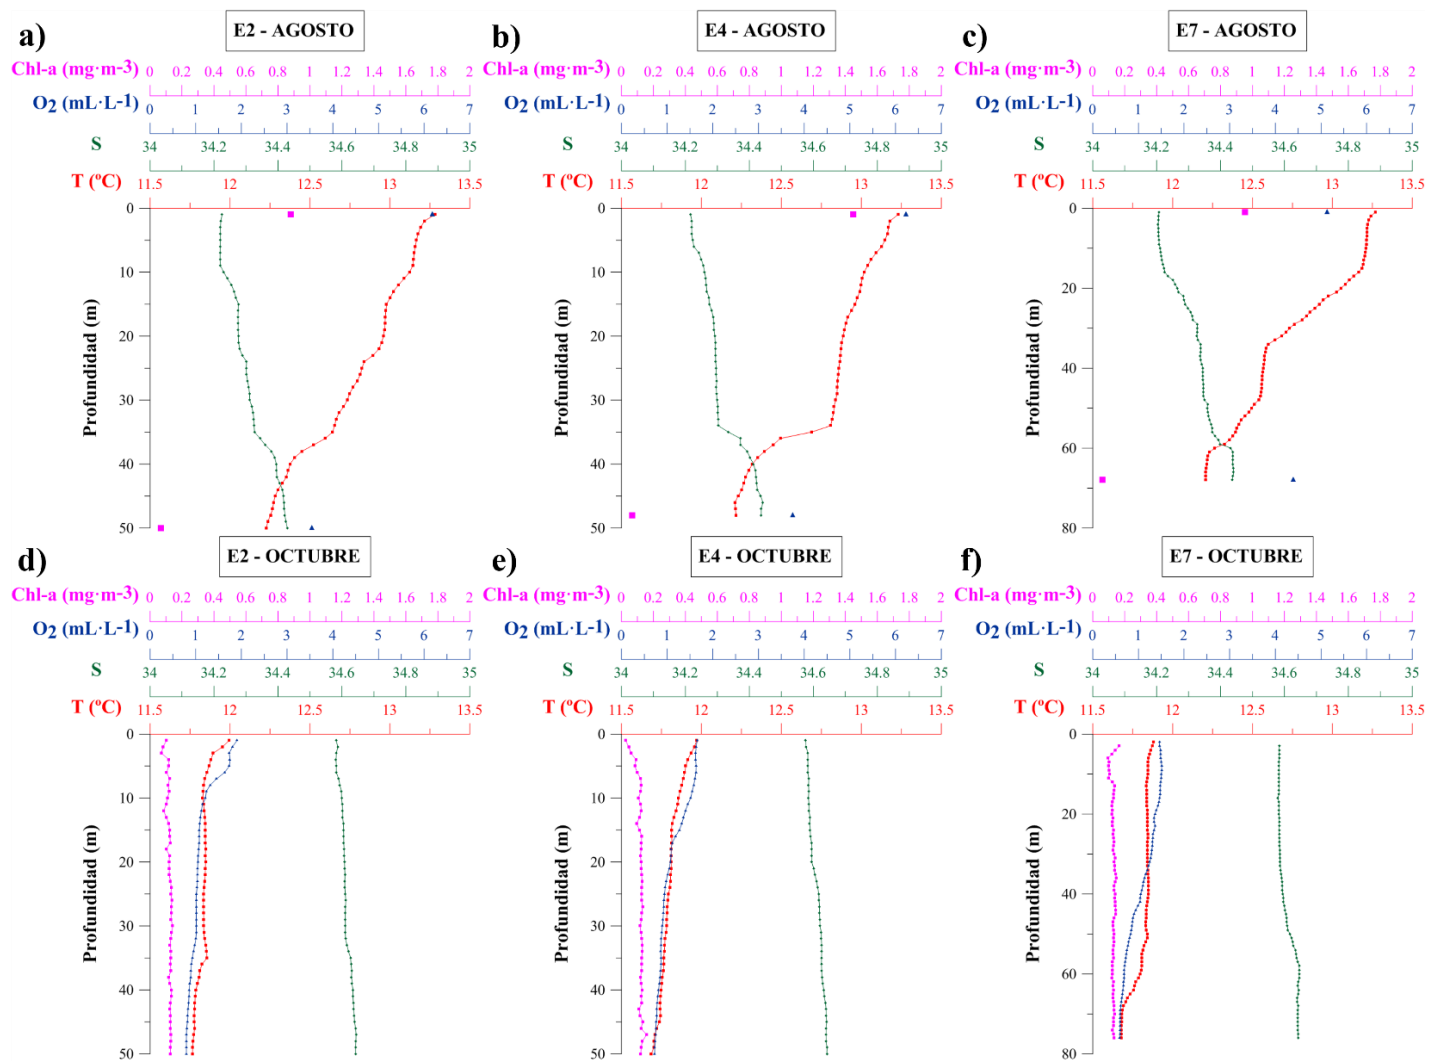 a)
E2 - AGOSTO
Chl-a (mg·m-3) 0 0.2 0.4 0.6 0.8 1 1.2 1.4 1.6 1.8 2
O2 (mL·L-1) 0 1 2 3 4 5 6 7
S
34 34.2 34.4 34.6 34.8 35
T (ºC)
11.5 12 12.5 13 13.5
Profundidad (m)
0
10
20
30
40
50
b)
E4 - AGOSTO
Chl-a (mg·m-3) 0 0.2 0.4 0.6 0.8 1 1.2 1.4 1.6 1.8 2
O2 (mL·L-1) 0 1 2 3 4 5 6 7
S
34 34.2 34.4 34.6 34.8 35
T (ºC)
11.5 12 12.5 13 13.5
Profundidad (m)
0
10
20
30
40
50
c)
E7 - AGOSTO
Chl-a (mg·m-3) 0 0.2 0.4 0.6 0.8 1 1.2 1.4 1.6 1.8 2
O2 (mL·L-1) 0 1 2 3 4 5 6 7
S
34 34.2 34.4 34.6 34.8 35
T (ºC)
11.5 12 12.5 13 13.5
Profundidad (m)
0
20
40
60
80
d)
E2 - OCTUBRE
Chl-a (mg·m-3) 0 0.2 0.4 0.6 0.8 1 1.2 1.4 1.6 1.8 2
O2 (mL·L-1) 0 1 2 3 4 5 6 7
S
34 34.2 34.4 34.6 34.8 35
T (ºC)
11.5 12 12.5 13 13.5
Profundidad (m)
0
10
20
30
40
50
e)
E4 - OCTUBRE
Chl-a (mg·m-3) 0 0.2 0.4 0.6 0.8 1 1.2 1.4 1.6 1.8 2
O2 (mL·L-1) 0 1 2 3 4 5 6 7
S
34 34.2 34.4 34.6 34.8 35
T (ºC)
11.5 12 12.5 13 13.5
Profundidad (m)
0
10
20
30
40
50
f)
E7 - OCTUBRE
Chl-a (mg·m-3) 0 0.2 0.4 0.6 0.8 1 1.2 1.4 1.6 1.8 2
O2 (mL·L-1) 0 1 2 3 4 5 6 7
S
34 34.2 34.4 34.6 34.8 35
T (ºC)
11.5 12 12.5 13 13.5
Profundidad (m)
0
20
40
60
80